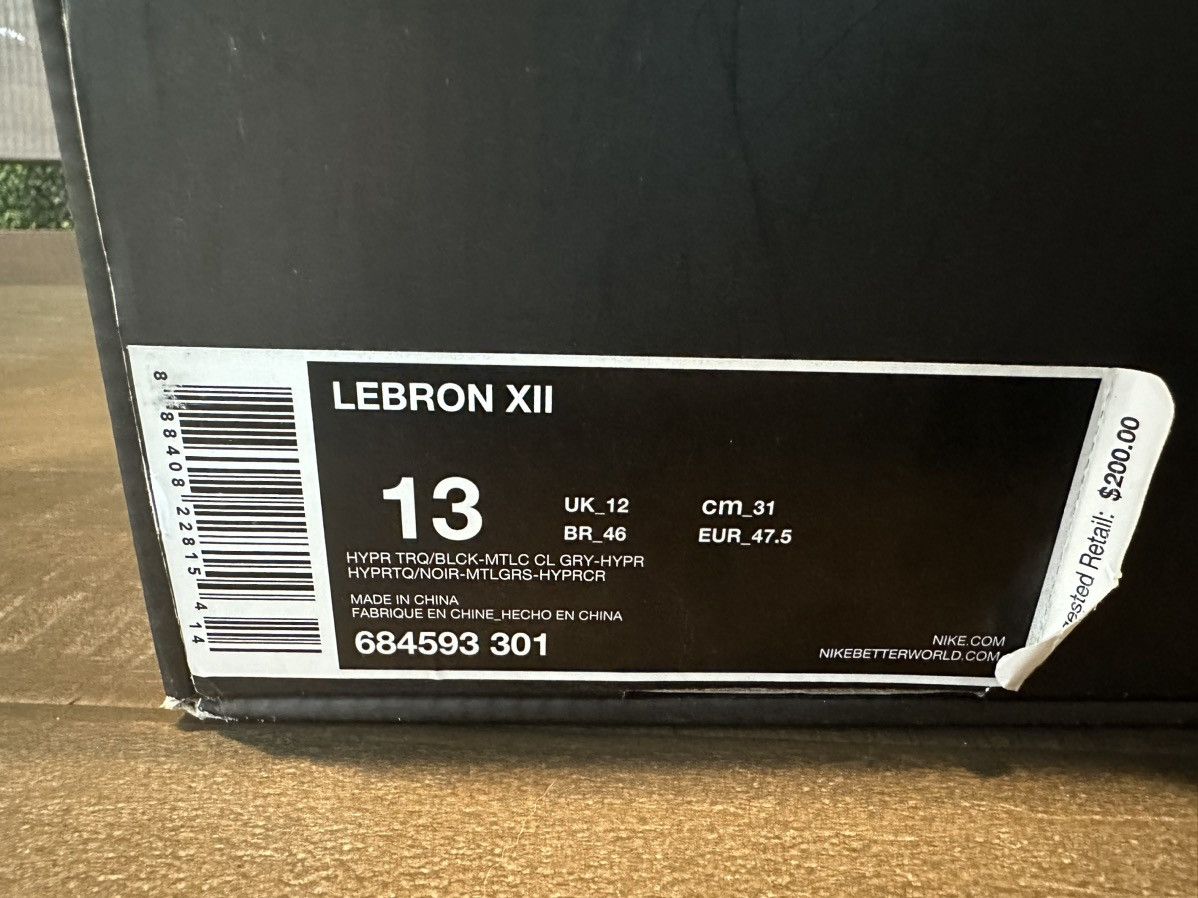 LEBRON XII
13
UK_12
cm_31
BR_46
EUR_47.5
HYPR TRQ/BLCK-MTLC CL GRY-HYPR
HYPRTQ/NOIR-MTLGRS-HYPRCR
MADE IN CHINA
FABRIQUE EN CHINE_HECHO EN CHINA
684593 301
NIKE.COM
NIKEBETTERWORLD.COM
8 88408 22815 4 14
Retail: $200.00